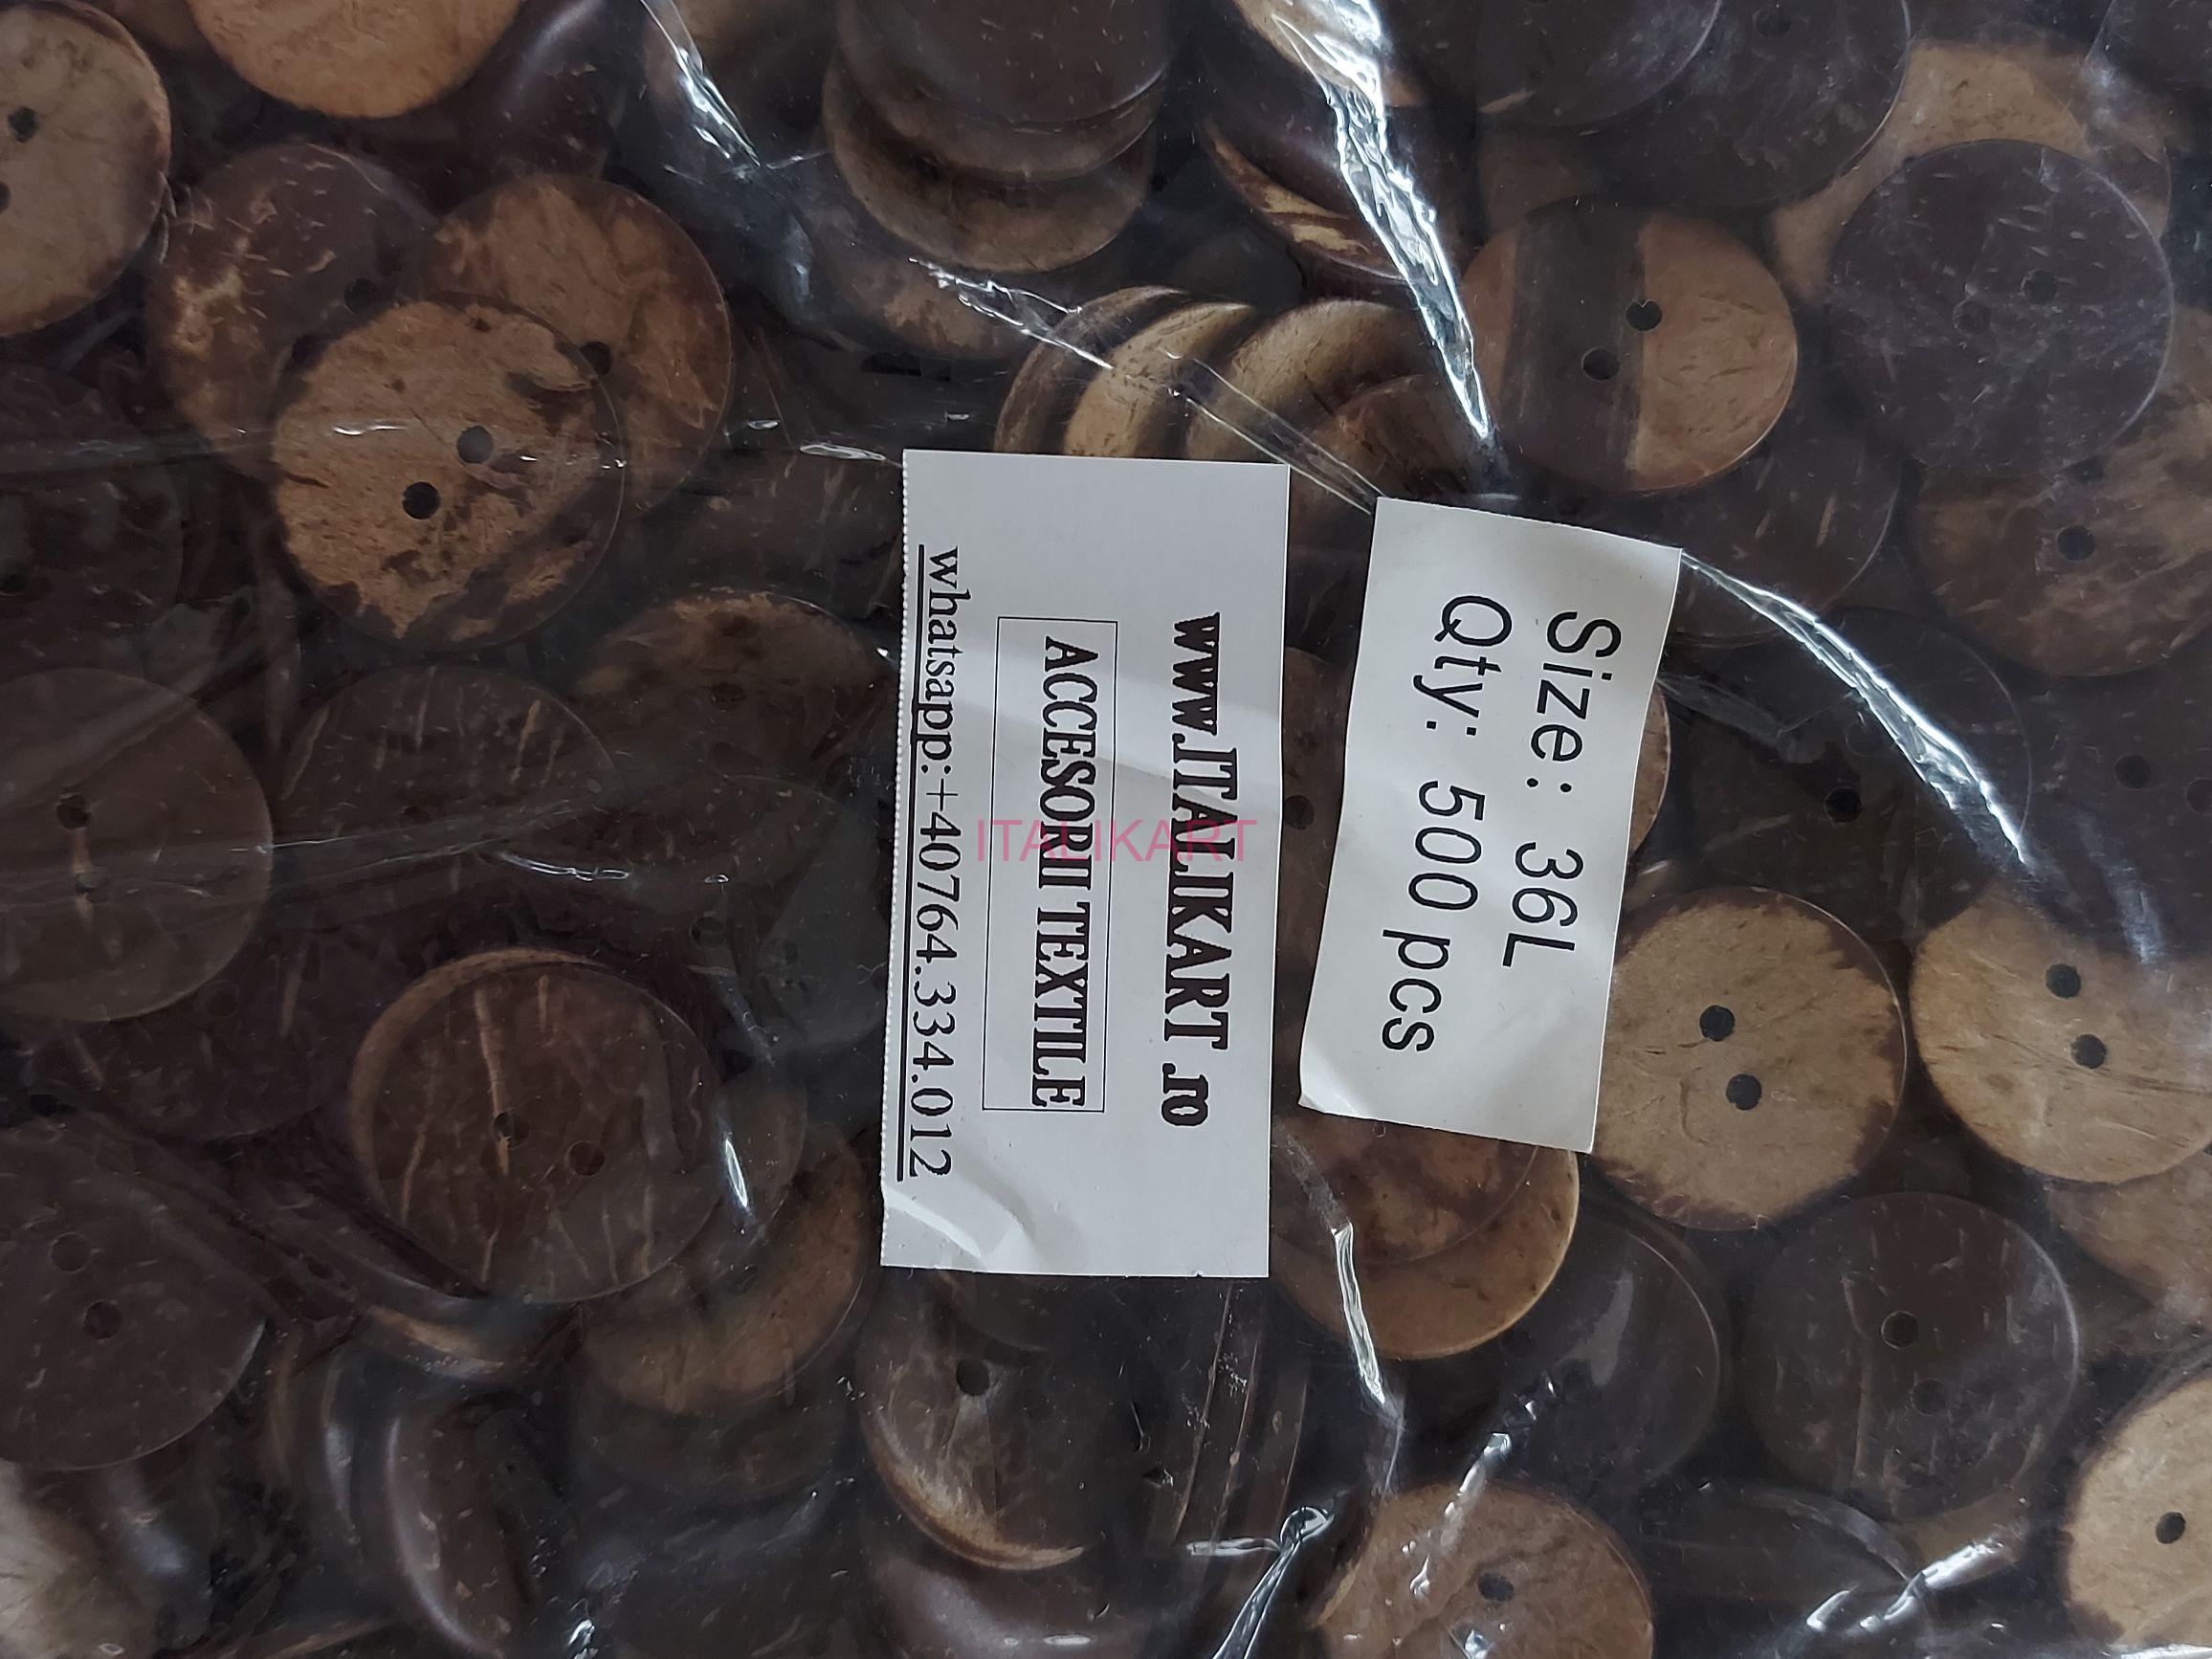 Size: 36L
Qty: 500 pcs
www.ITALIKART .ro
ACCESORII TEXTILE
whatsapp:+40764.334.012
ITALIKART